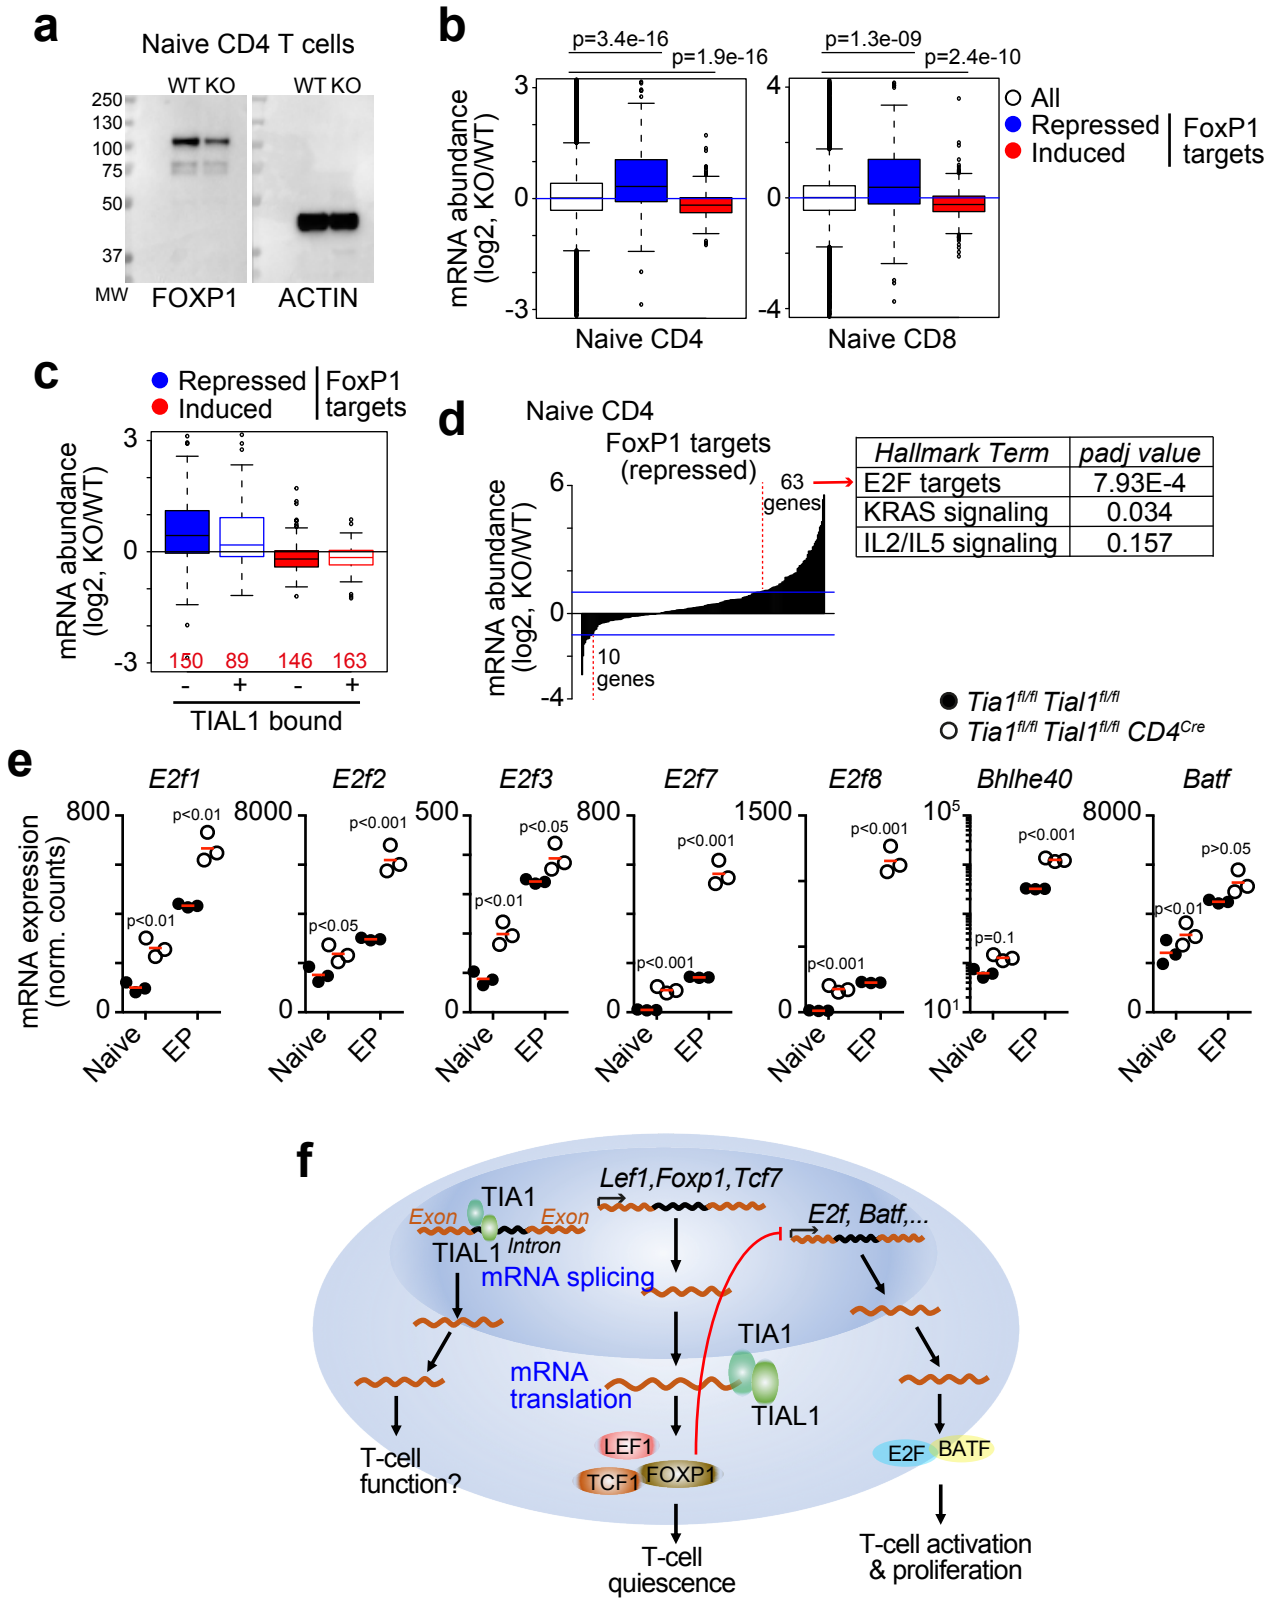 a
Naive CD4 T cells
WT KO
WT KO
250
130
100
75
50
37
MW
FOXP1
ACTIN
b
p=3.4e-16
p=1.9e-16
mRNA abundance
(log2, KO/WT)
3
0
-3
Naive CD4
p=1.3e-09
p=2.4e-10
4
0
-4
Naive CD8
All
Repressed
Induced
FoxP1
targets
c
Repressed
Induced
FoxP1
targets
mRNA abundance
(log2, KO/WT)
3
0
-3
150 89 146 163
- + - +
TIAL1 bound
d
Naive CD4
FoxP1 targets
(repressed)
63
genes
mRNA abundance
(log2, KO/WT)
6
0
-4
10
genes
Hallmark Term padj value
E2F targets 7.93E-4
KRAS signaling 0.034
IL2/IL5 signaling 0.157
Tia1fl/fl Tial1fl/fl
Tia1fl/fl Tial1fl/fl CD4Cre
e
mRNA expression
(norm. counts)
E2f1
800
0
p<0.01
p<0.01
Naive
EP
E2f2
8000
0
p<0.05
p<0.001
Naive
EP
E2f3
500
0
p<0.01
p<0.05
Naive
EP
E2f7
800
0
p<0.001
p<0.001
Naive
EP
E2f8
1500
0
p<0.001
p<0.001
Naive
EP
Bhlhe40
10⁵
10¹
p=0.1
p<0.001
Naive
EP
Batf
8000
0
p<0.01
p>0.05
Naive
EP
f
TIA1
Exon
Exon
TIAL1
Intron
mRNA splicing
Lef1,Foxp1,Tcf7
E2f, Batf,...
mRNA
translation
TIA1
TIAL1
LEF1
TCF1
FOXP1
E2F
BATF
T-cell
function?
T-cell
quiescence
T-cell activation
& proliferation